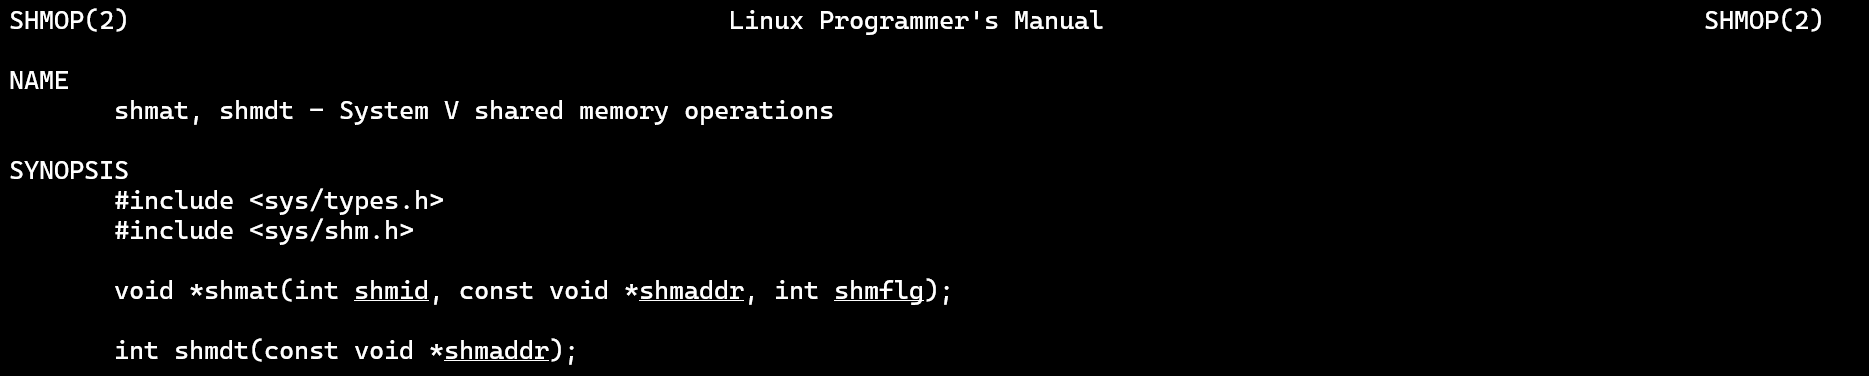 SHMOP(2) Linux Programmer's Manual SHMOP(2)
NAME
shmat, shmdt - System V shared memory operations
SYNOPSIS
#include <sys/types.h>
#include <sys/shm.h>
void *shmat(int shmid, const void *shmaddr, int shmflg);
int shmdt(const void *shmaddr);